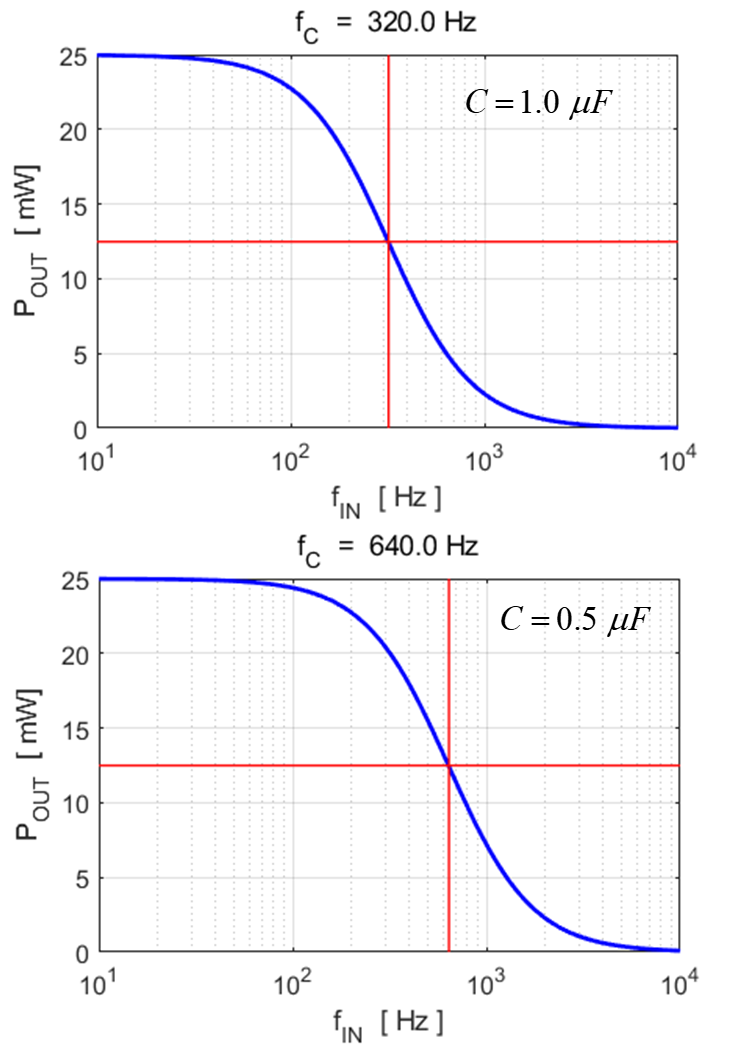 f_C = 320.0 Hz
25
C = 1.0 μF
20
15
10
5
0
P_OUT [ mW]
10^1 10^2 10^3 10^4
f_IN [ Hz ]
f_C = 640.0 Hz
25
C = 0.5 μF
20
15
10
5
0
P_OUT [ mW]
10^1 10^2 10^3 10^4
f_IN [ Hz ]